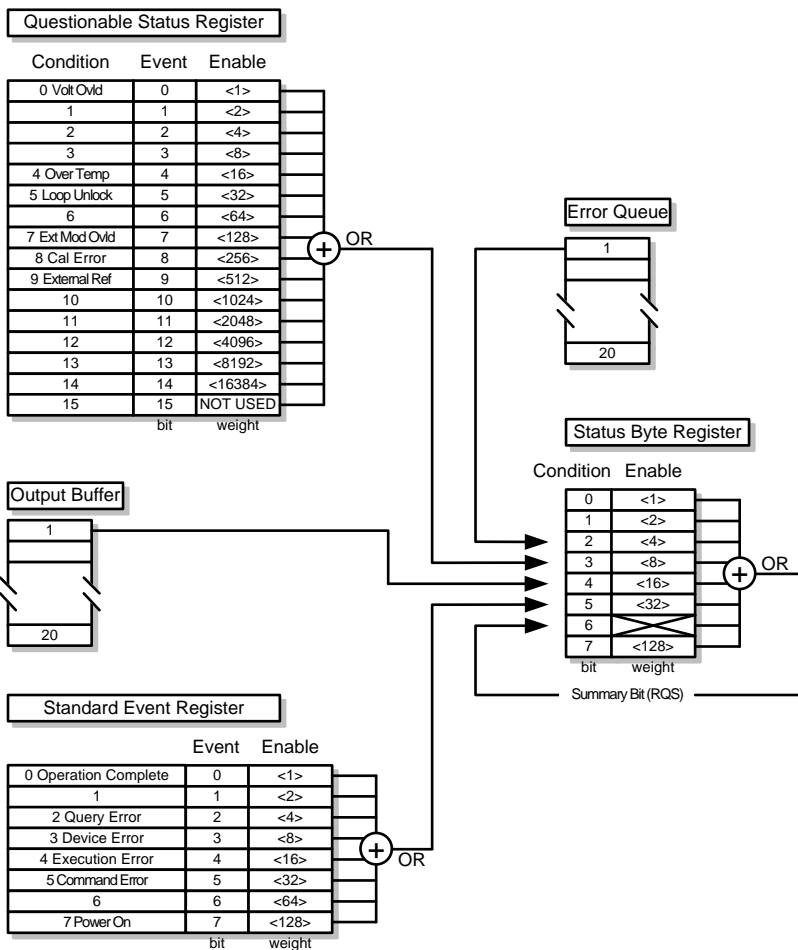 Questionable Status Register
Condition Event Enable
0 Volt Ovld 0 <1>
1 1 <2>
2 2 <4>
3 3 <8>
4 Over Temp 4 <16>
5 Loop Unlock 5 <32>
6 6 <64>
7 Ext Mod Ovld 7 <128>
8 Cal Error 8 <256>
9 External Ref 9 <512>
10 10 <1024>
11 11 <2048>
12 12 <4096>
13 13 <8192>
14 14 <16384>
15 15 NOT USED
bit weight
+ OR
Error Queue
1
20
Output Buffer
1
20
Status Byte Register
Condition Enable
0 <1>
1 <2>
2 <4>
3 <8>
4 <16>
5 <32>
6
7 <128>
bit weight
+ OR
Summary Bit (RQS)
Standard Event Register
Event Enable
0 Operation Complete 0 <1>
1 1 <2>
2 Query Error 2 <4>
3 Device Error 3 <8>
4 Execution Error 4 <16>
5 Command Error 5 <32>
6 6 <64>
7 Power On 7 <128>
bit weight
+ OR